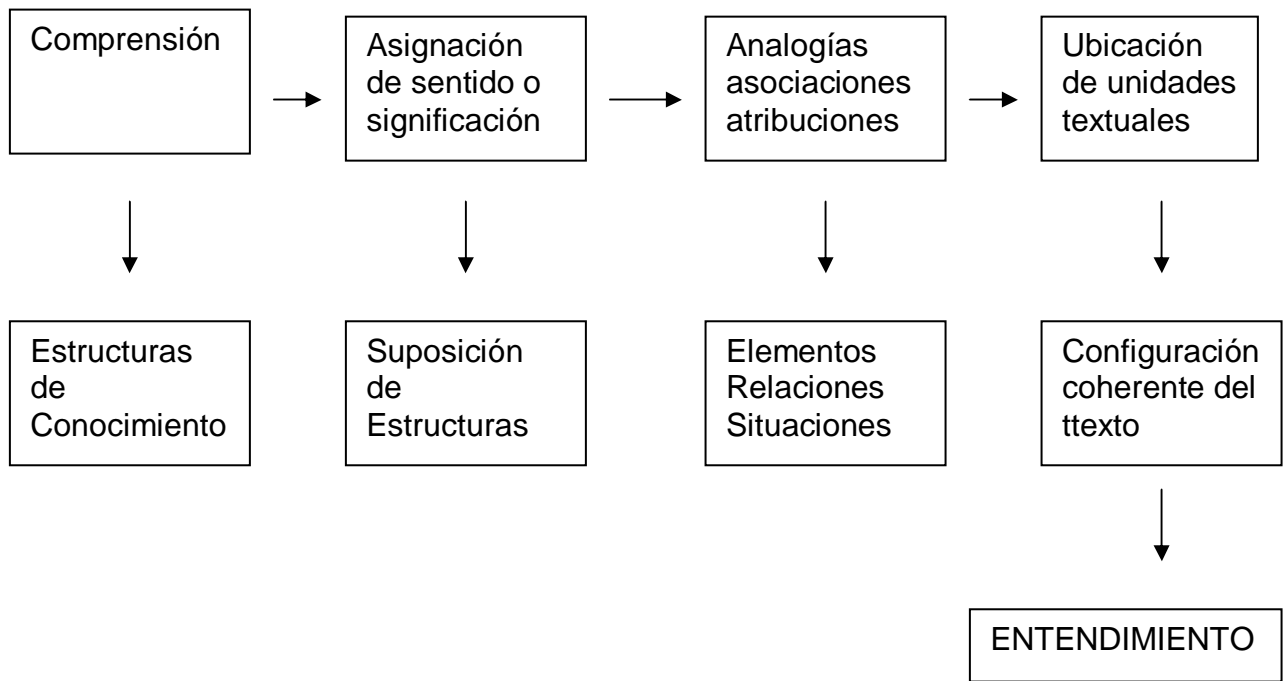 Comprensión
Asignación
de sentido o
significación
Analogías
asociaciones
atribuciones
Ubicación
de unidades
textuales
Estructuras
de
Conocimiento
Suposición
de
Estructuras
Elementos
Relaciones
Situaciones
Configuración
coherente del
ttexto
ENTENDIMIENTO